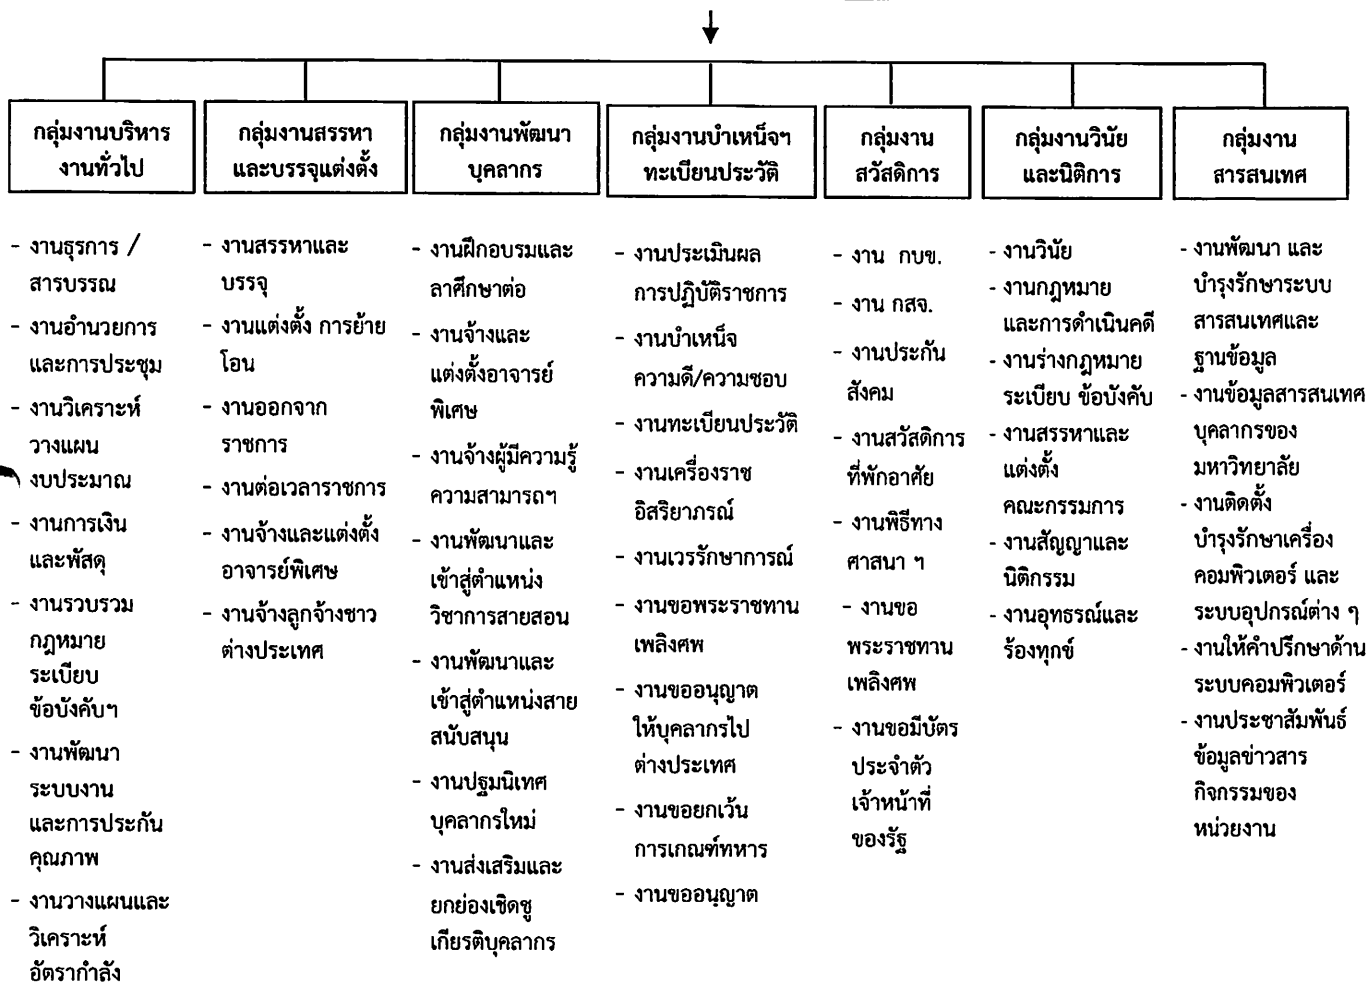 กลุ่มงานบริหาร
งานทั่วไป
- งานธุรการ /
สารบรรณ
- งานอำนวยการ
และการประชุม
- งานวิเคราะห์
วางแผน
งบประมาณ
- งานการเงิน
และพัสดุ
- งานรวบรวม
กฎหมาย
ระเบียบ
ข้อบังคับฯ
- งานพัฒนา
ระบบงาน
และการประกัน
คุณภาพ
- งานวางแผนและ
วิเคราะห์
อัตรากำลัง
กลุ่มงานสรรหา
และบรรจุแต่งตั้ง
- งานสรรหาและ
บรรจุ
- งานแต่งตั้ง การย้าย
โอน
- งานออกจาก
ราชการ
- งานต่อเวลาราชการ
- งานจ้างและแต่งตั้ง
อาจารย์พิเศษ
- งานจ้างลูกจ้างชาว
ต่างประเทศ
กลุ่มงานพัฒนา
บุคลากร
- งานฝึกอบรมและ
ลาศึกษาต่อ
- งานจ้างและ
แต่งตั้งอาจารย์
พิเศษ
- งานจ้างผู้มีความรู้
ความสามารถฯ
- งานพัฒนาและ
เข้าสู่ตำแหน่ง
วิชาการสายสอน
- งานพัฒนาและ
เข้าสู่ตำแหน่งสาย
สนับสนุน
- งานปฐมนิเทศ
บุคลากรใหม่
- งานส่งเสริมและ
ยกย่องเชิดชู
เกียรติบุคลากร
กลุ่มงานบำเหน็จฯ
ทะเบียนประวัติ
- งานประเมินผล
การปฏิบัติราชการ
- งานบำเหน็จ
ความดี/ความชอบ
- งานทะเบียนประวัติ
- งานเครื่องราช
อิสริยาภรณ์
- งานเวรรักษาการณ์
- งานขอพระราชทาน
เพลิงศพ
- งานขออนุญาต
ให้บุคลากรไป
ต่างประเทศ
- งานขอยกเว้น
การเกณฑ์ทหาร
- งานขออนุญาต
กลุ่มงาน
สวัสดิการ
- งาน กบข.
- งาน กสจ.
- งานประกัน
สังคม
- งานสวัสดิการ
ที่พักอาศัย
- งานพิธีทาง
ศาสนา ฯ
- งานขอ
พระราชทาน
เพลิงศพ
- งานขอมีบัตร
ประจำตัว
เจ้าหน้าที่
ของรัฐ
กลุ่มงานวินัย
และนิติการ
- งานวินัย
- งานกฎหมาย
และการดำเนินคดี
- งานร่างกฎหมาย
ระเบียบ ข้อบังคับ
- งานสรรหาและ
แต่งตั้ง
คณะกรรมการ
- งานสัญญาและ
นิติกรรม
- งานอุทธรณ์และ
ร้องทุกข์
กลุ่มงาน
สารสนเทศ
- งานพัฒนา และ
บำรุงรักษาระบบ
สารสนเทศและ
ฐานข้อมูล
- งานข้อมูลสารสนเทศ
บุคลากรของ
มหาวิทยาลัย
- งานติดตั้ง
บำรุงรักษาเครื่อง
คอมพิวเตอร์ และ
ระบบอุปกรณ์ต่าง ๆ
- งานให้คำปรึกษาด้าน
ระบบคอมพิวเตอร์
- งานประชาสัมพันธ์
ข้อมูลข่าวสาร
กิจกรรมของ
หน่วยงาน